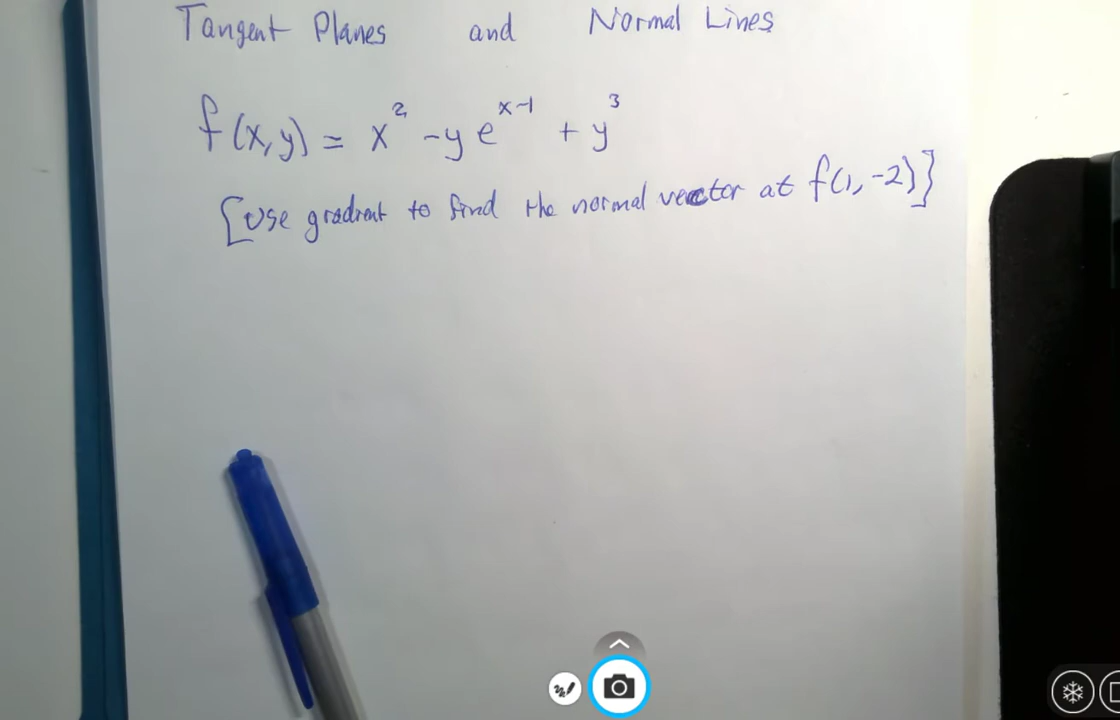 Tangent Planes and Normal Lines
f(x,y) = x² - y e^(x-1) + y³
[Use gradient to find the normal vector at f(1, -2)]